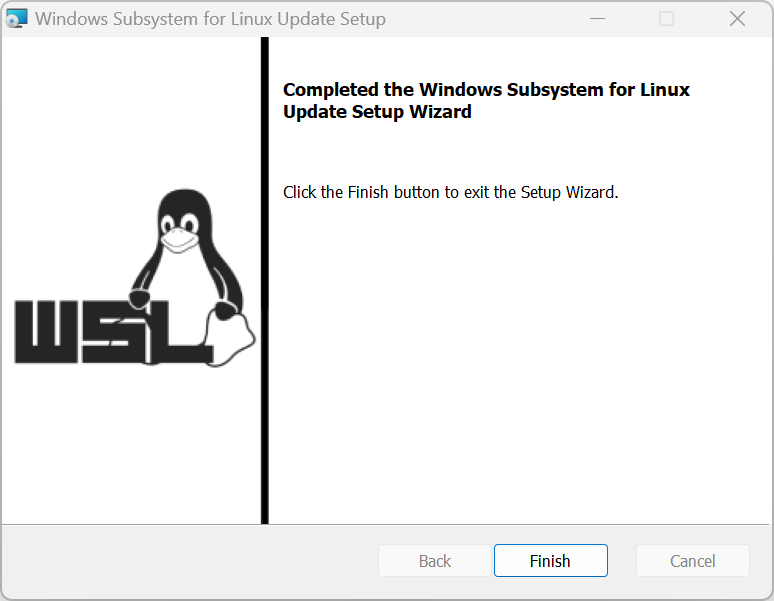 Windows Subsystem for Linux Update Setup
Completed the Windows Subsystem for Linux
Update Setup Wizard
Click the Finish button to exit the Setup Wizard.
WSL
Back
Finish
Cancel